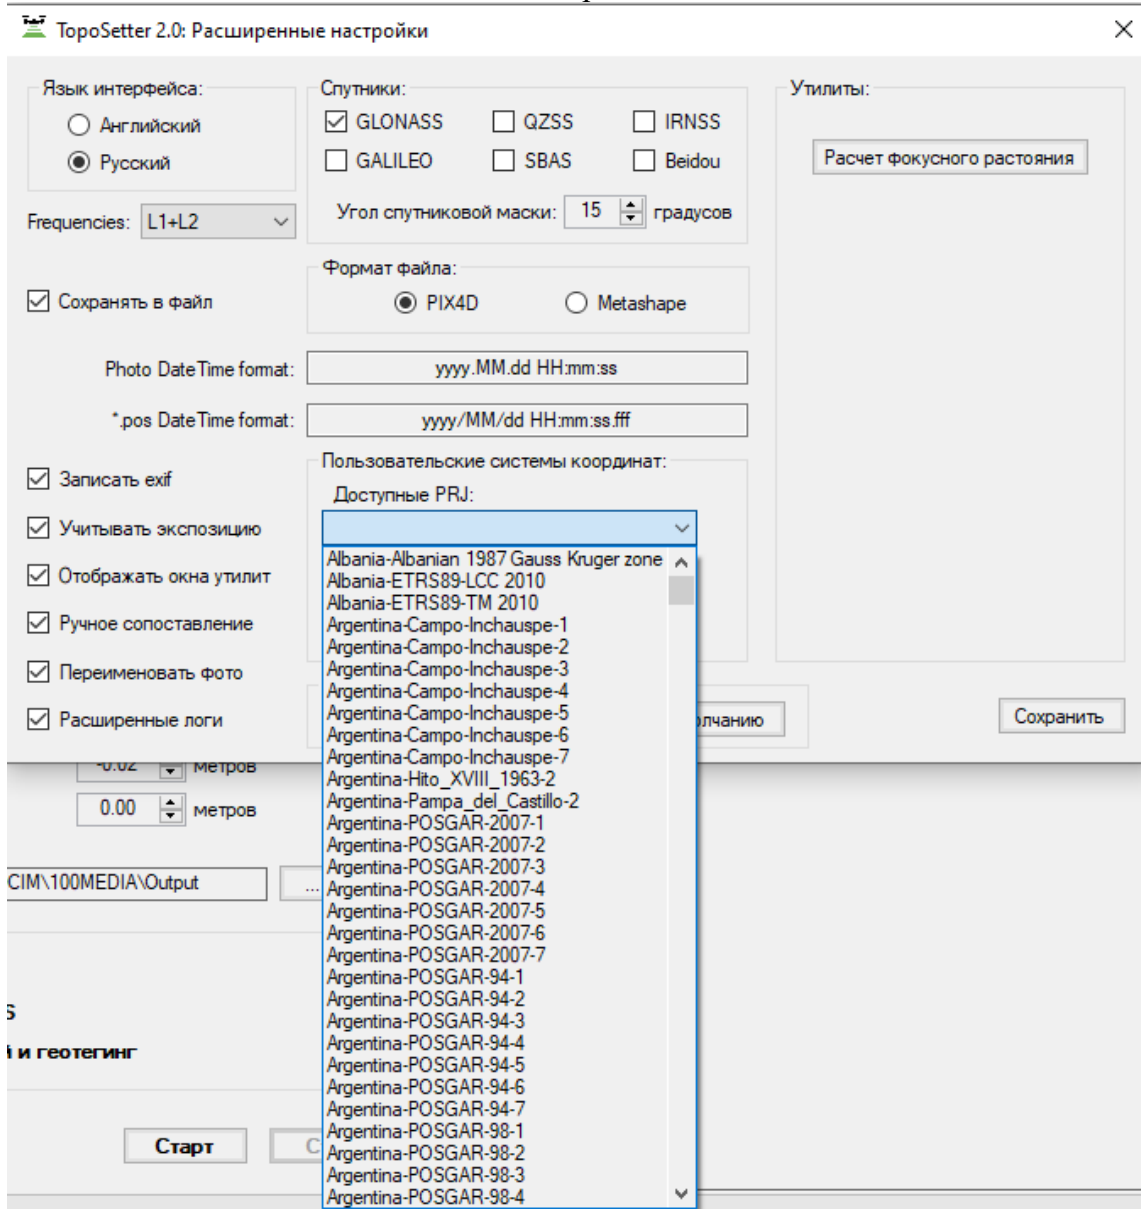 TopoSetter 2.0: Расширенные настройки
Язык интерфейса:
Английский
Русский
Frequencies: L1+L2
Спутники:
GLONASS QZSS IRNSS
GALILEO SBAS Beidou
Угол спутниковой маски: 15 градусов
Утилиты:
Расчет фокусного растояния
Формат файла:
PIX4D Metashape
Сохранять в файл
Photo DateTime format: yyyy.MM.dd HH:mm:ss
*.pos DateTime format: yyyy/MM/dd HH:mm:ss.fff
Записать exif
Учитывать экспозицию
Отображать окна утилит
Ручное сопоставление
Переименовать фото
Расширенные логи
Пользовательские системы координат:
Доступные PRJ:
Albania-Albanian 1987 Gauss Kruger zone
Albania-ETRS89-LCC 2010
Albania-ETRS89-TM 2010
Argentina-Campo-Inchauspe-1
Argentina-Campo-Inchauspe-2
Argentina-Campo-Inchauspe-3
Argentina-Campo-Inchauspe-4
Argentina-Campo-Inchauspe-5
Argentina-Campo-Inchauspe-6
Argentina-Campo-Inchauspe-7
Argentina-Hito_XVIII_1963-2
Argentina-Pampa_del_Castillo-2
Argentina-POSGAR-2007-1
Argentina-POSGAR-2007-2
Argentina-POSGAR-2007-3
Argentina-POSGAR-2007-4
Argentina-POSGAR-2007-5
Argentina-POSGAR-2007-6
Argentina-POSGAR-2007-7
Argentina-POSGAR-94-1
Argentina-POSGAR-94-2
Argentina-POSGAR-94-3
Argentina-POSGAR-94-4
Argentina-POSGAR-94-5
Argentina-POSGAR-94-6
Argentina-POSGAR-94-7
Argentina-POSGAR-98-1
Argentina-POSGAR-98-2
Argentina-POSGAR-98-3
Argentina-POSGAR-98-4
олчанию
Сохранить
-0.02 метров
0.00 метров
CIM\100MEDIA\Output ...
S
й и геотегинг
Старт С